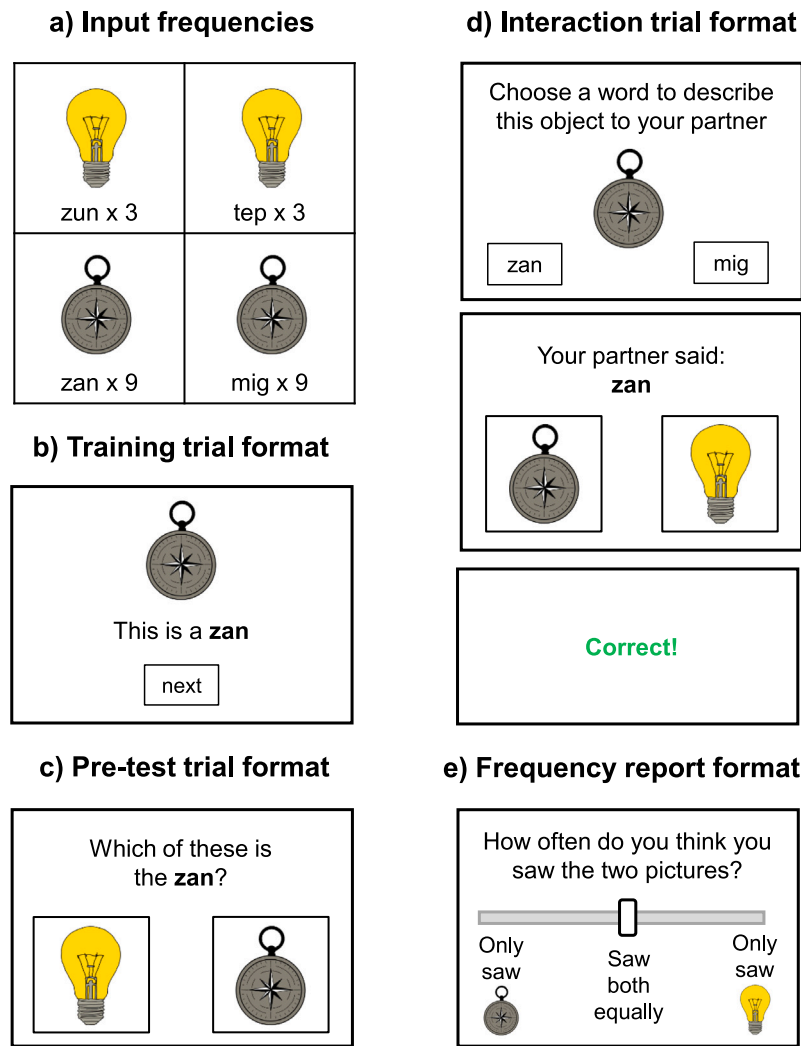 a) Input frequencies
zun x 3
tep x 3
zan x 9
mig x 9
b) Training trial format
This is a zan
next
c) Pre-test trial format
Which of these is
the zan?
d) Interaction trial format
Choose a word to describe
this object to your partner
zan
mig
Your partner said:
zan
Correct!
e) Frequency report format
How often do you think you
saw the two pictures?
Only
saw
Saw
both
equally
Only
saw